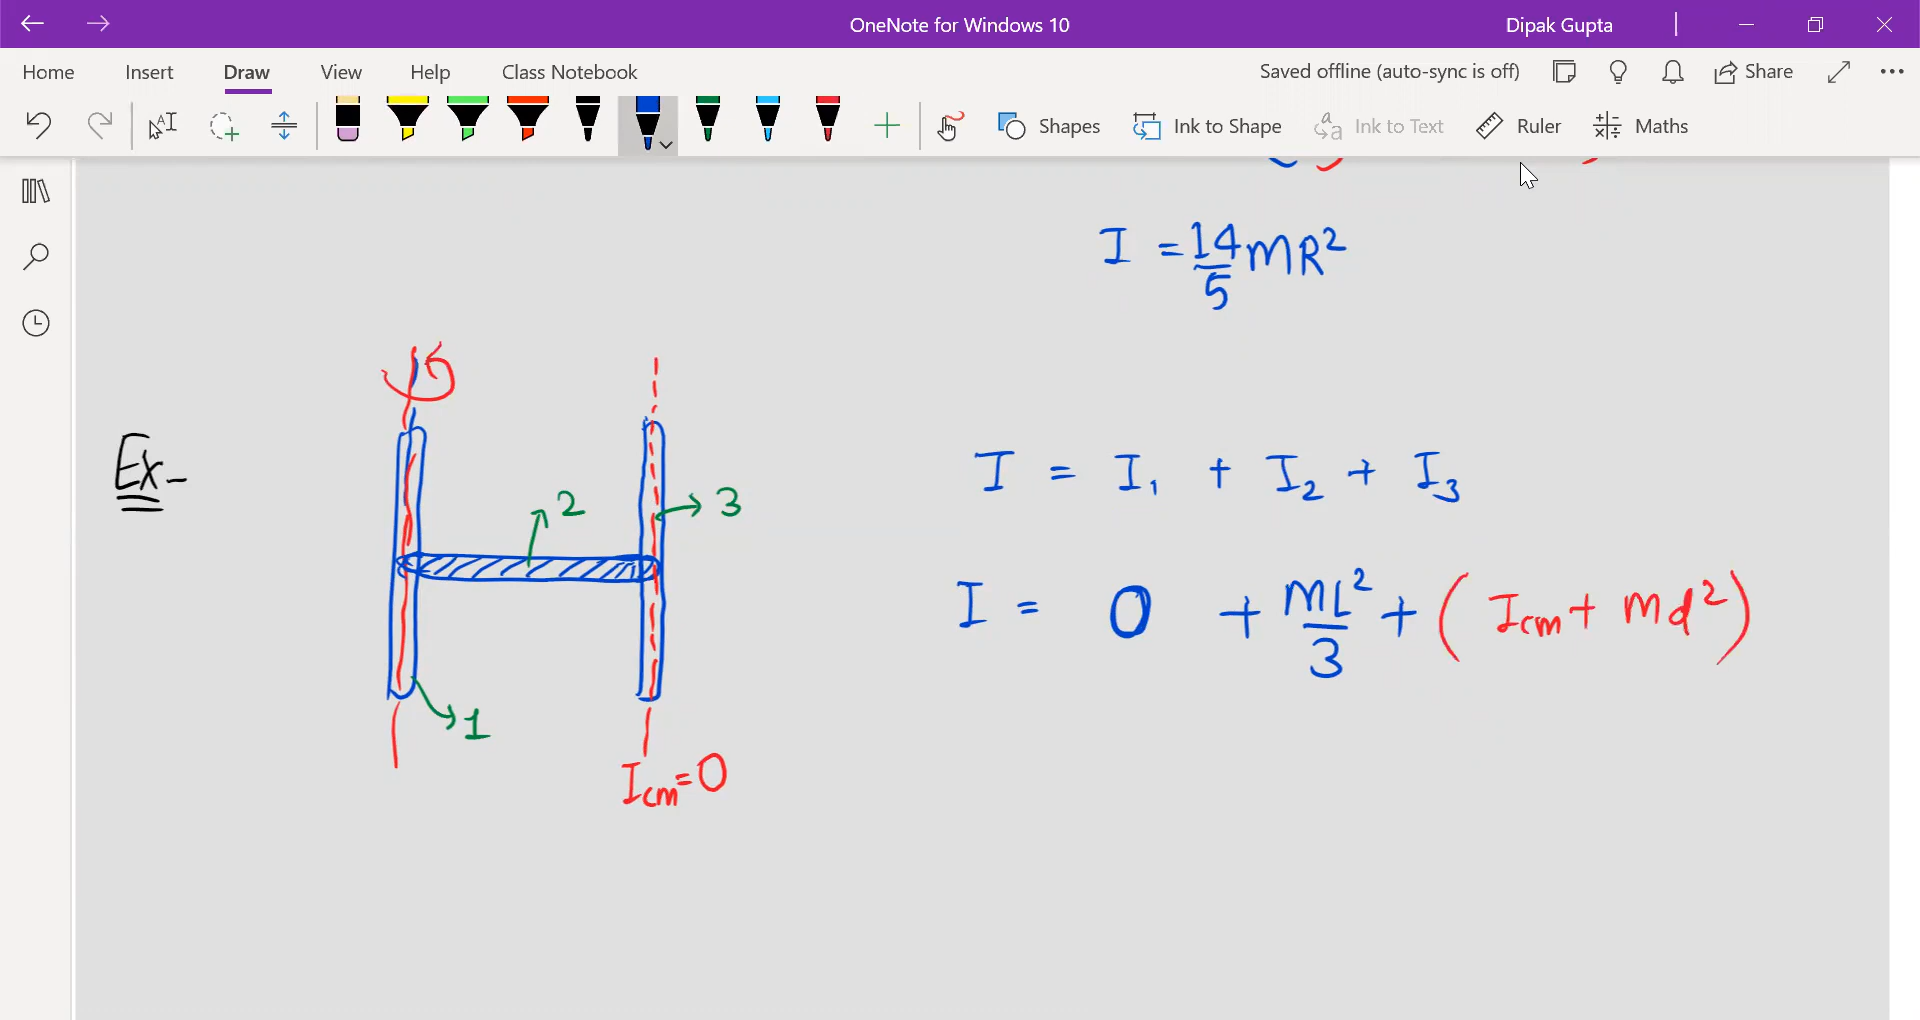 OneNote for Windows 10
Dipak Gupta
Home Insert Draw View Help Class Notebook
Saved offline (auto-sync is off) Share
Shapes Ink to Shape Ink to Text Ruler Maths
I = 14/5 mR²
Ex-
2
3
1
Icm = 0
I = I₁ + I₂ + I₃
I = 0 + mL²/3 + (Icm + md²)